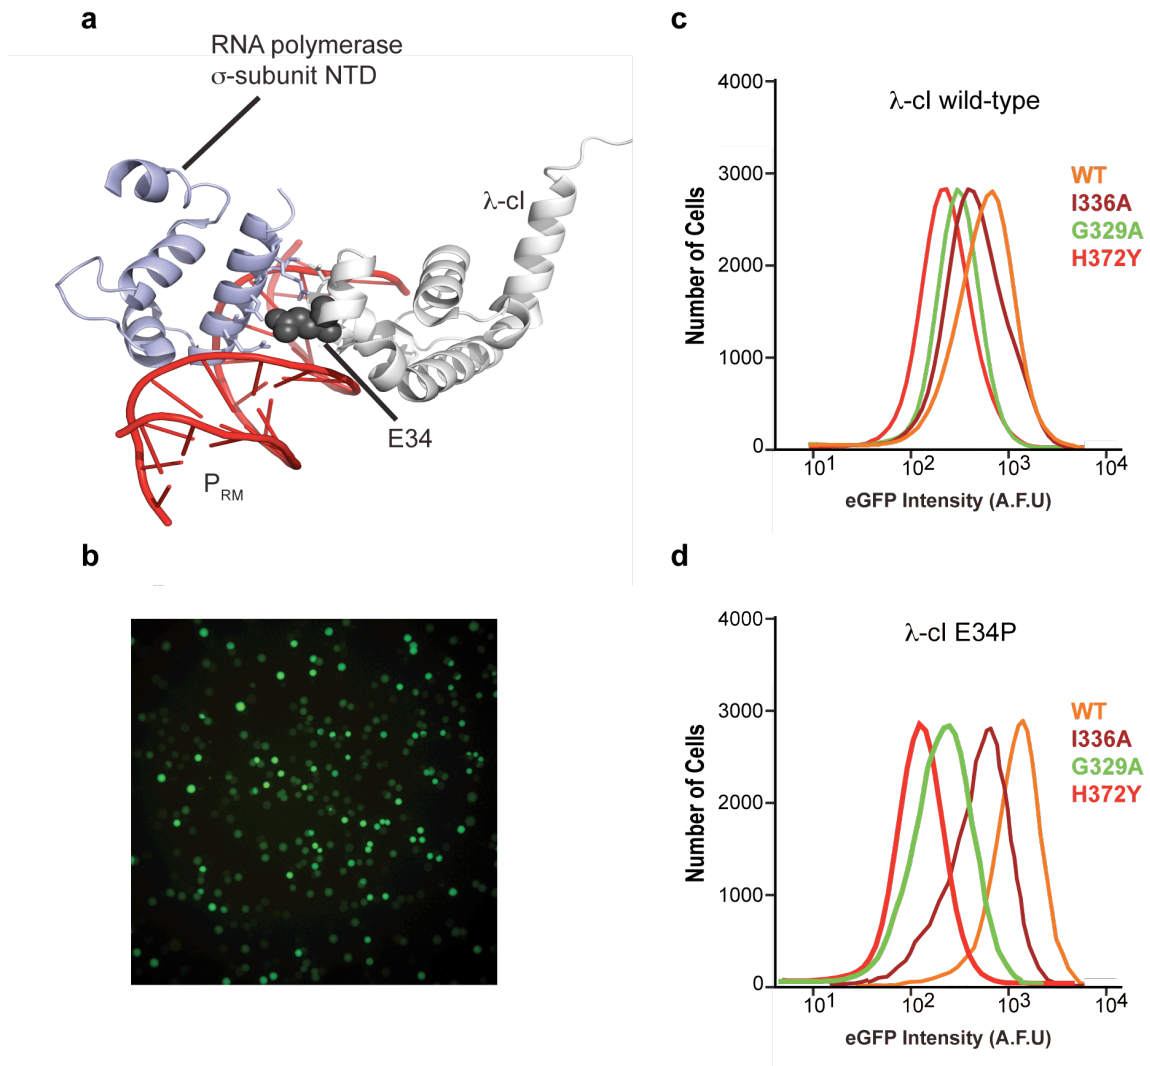 a
RNA polymerase
σ-subunit NTD
λ-cI
E34
PRM
b
c
4000
3000
2000
1000
0
Number of Cells
λ-cI wild-type
WT
I336A
G329A
H372Y
10¹ 10² 10³ 10⁴
eGFP Intensity (A.F.U)
d
4000
3000
2000
1000
0
Number of Cells
λ-cI E34P
WT
I336A
G329A
H372Y
10¹ 10² 10³ 10⁴
eGFP Intensity (A.F.U)